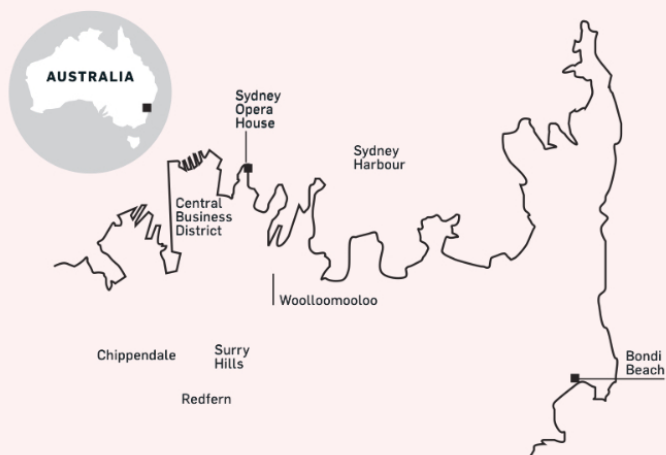 AUSTRALIA
Sydney
Opera
House
Sydney
Harbour
Central
Business
District
Woolloomooloo
Chippendale
Surry
Hills
Redfern
Bondi
Beach